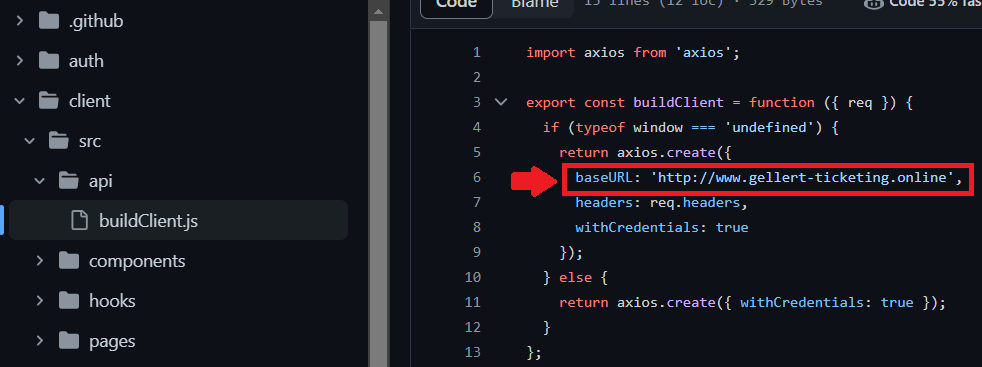 .github
auth
client
src
api
buildClient.js
components
hooks
pages
Code
Blame
15 lines (12 loc) · 529 Bytes
Code 55% fas
1 import axios from 'axios';
2
3 export const buildClient = function ({ req }) {
4 if (typeof window === 'undefined') {
5 return axios.create({
6 baseURL: 'http://www.gellert-ticketing.online',
7 headers: req.headers,
8 withCredentials: true
9 });
10 } else {
11 return axios.create({ withCredentials: true });
12 }
13 };